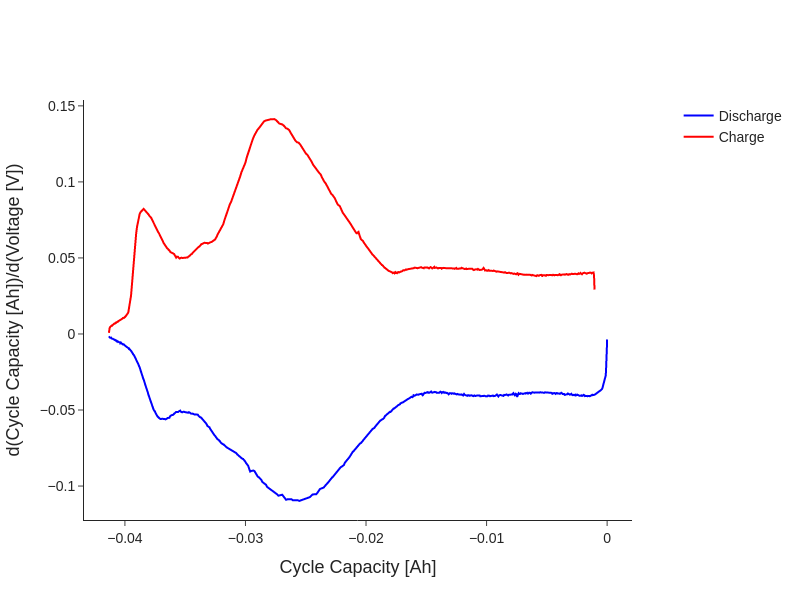 0.15
0.1
0.05
0
−0.05
−0.1
−0.04
−0.03
−0.02
−0.01
0
Cycle Capacity [Ah]
d(Cycle Capacity [Ah])/d(Voltage [V])
Discharge
Charge